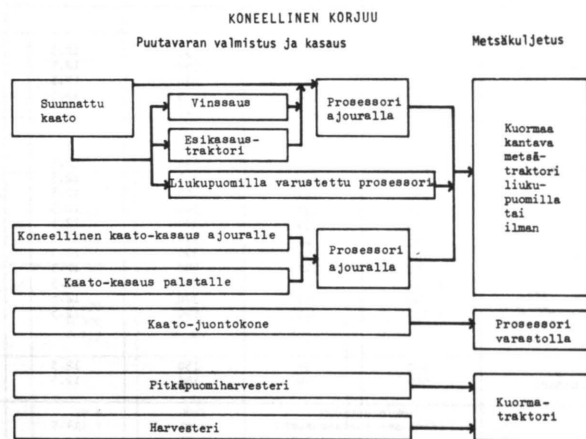 KONEELLINEN KORJUU
Puutavaran valmistus ja kasaus
Metsäkuljetus
Suunnattu
kaato
Vinssaus
Esikasaus-
traktori
Liukupuomilla varustettu prosessori
Prosessori
ajouralla
Kuormaa
kantava
metsä-
traktori
liuku-
puomilla
tai
ilman
Koneellinen kaato-kasaus ajouralle
Kaato-kasaus palstalle
Prosessori
ajouralla
Kaato-juontokone
Prosessori
varastolla
Pitkäpuomiharvesteri
Harvesteri
Kuorma-
traktori